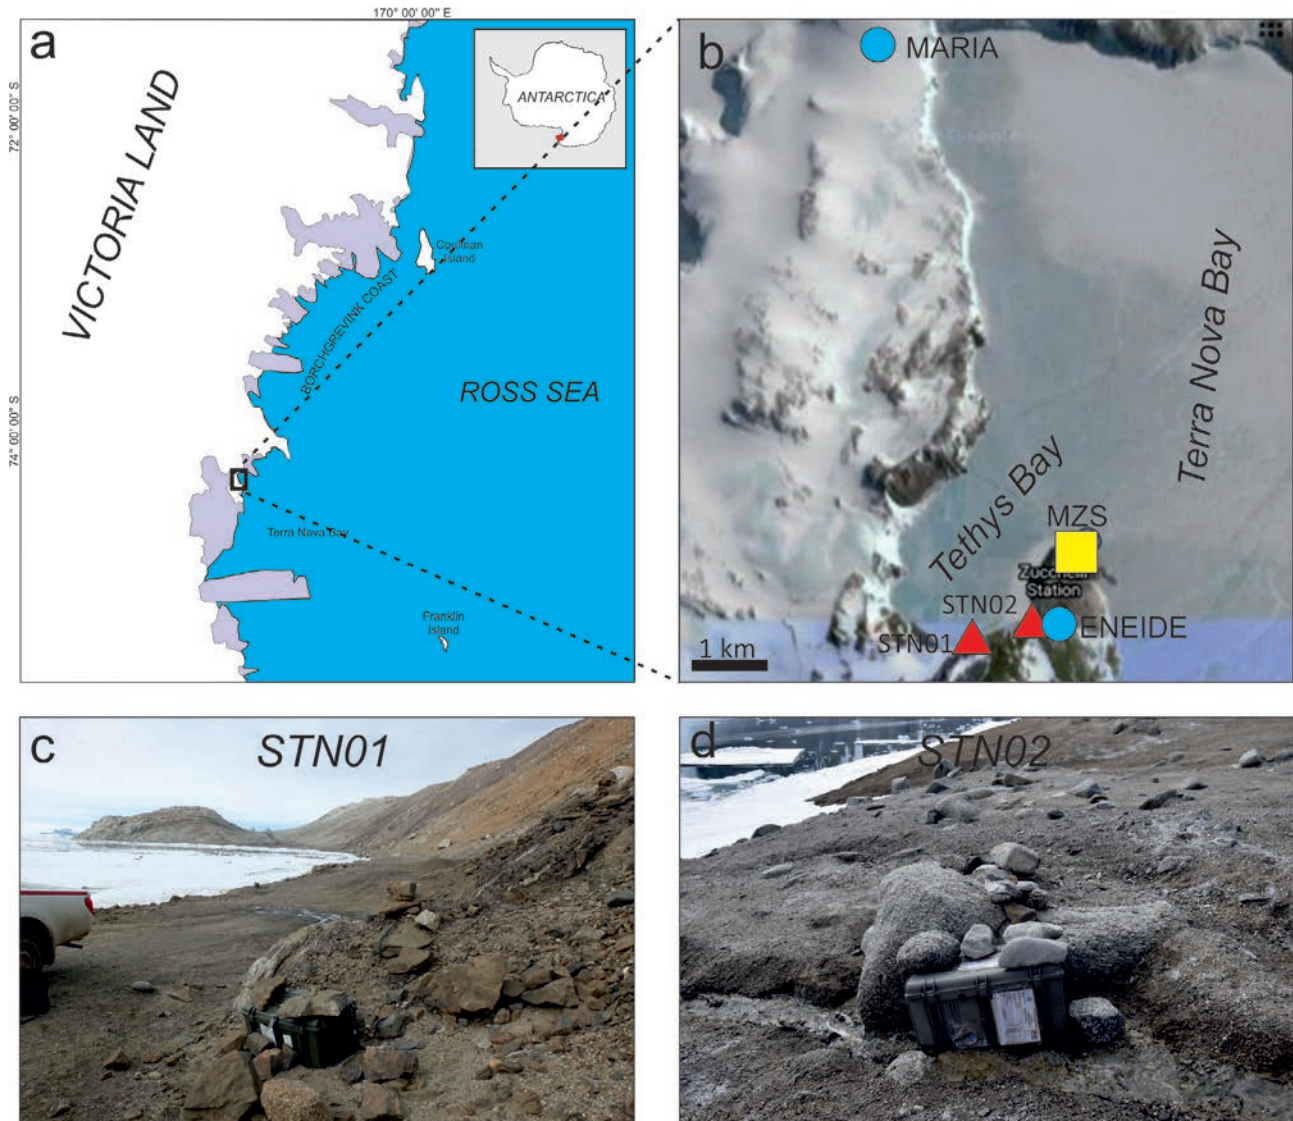 170° 00' 00'' E
a
72° 00' 00'' S
VICTORIA LAND
ANTARCTICA
Coulman
Island
BORCHGREVINK COAST
ROSS SEA
74° 00' 00'' S
Terra Nova Bay
Franklin
Island
b
MARIA
Terra Nova Bay
Tethys Bay
MZS
Zucchelli
Station
STN02
ENEIDE
STN01
1 km
c
STN01
d
STN02